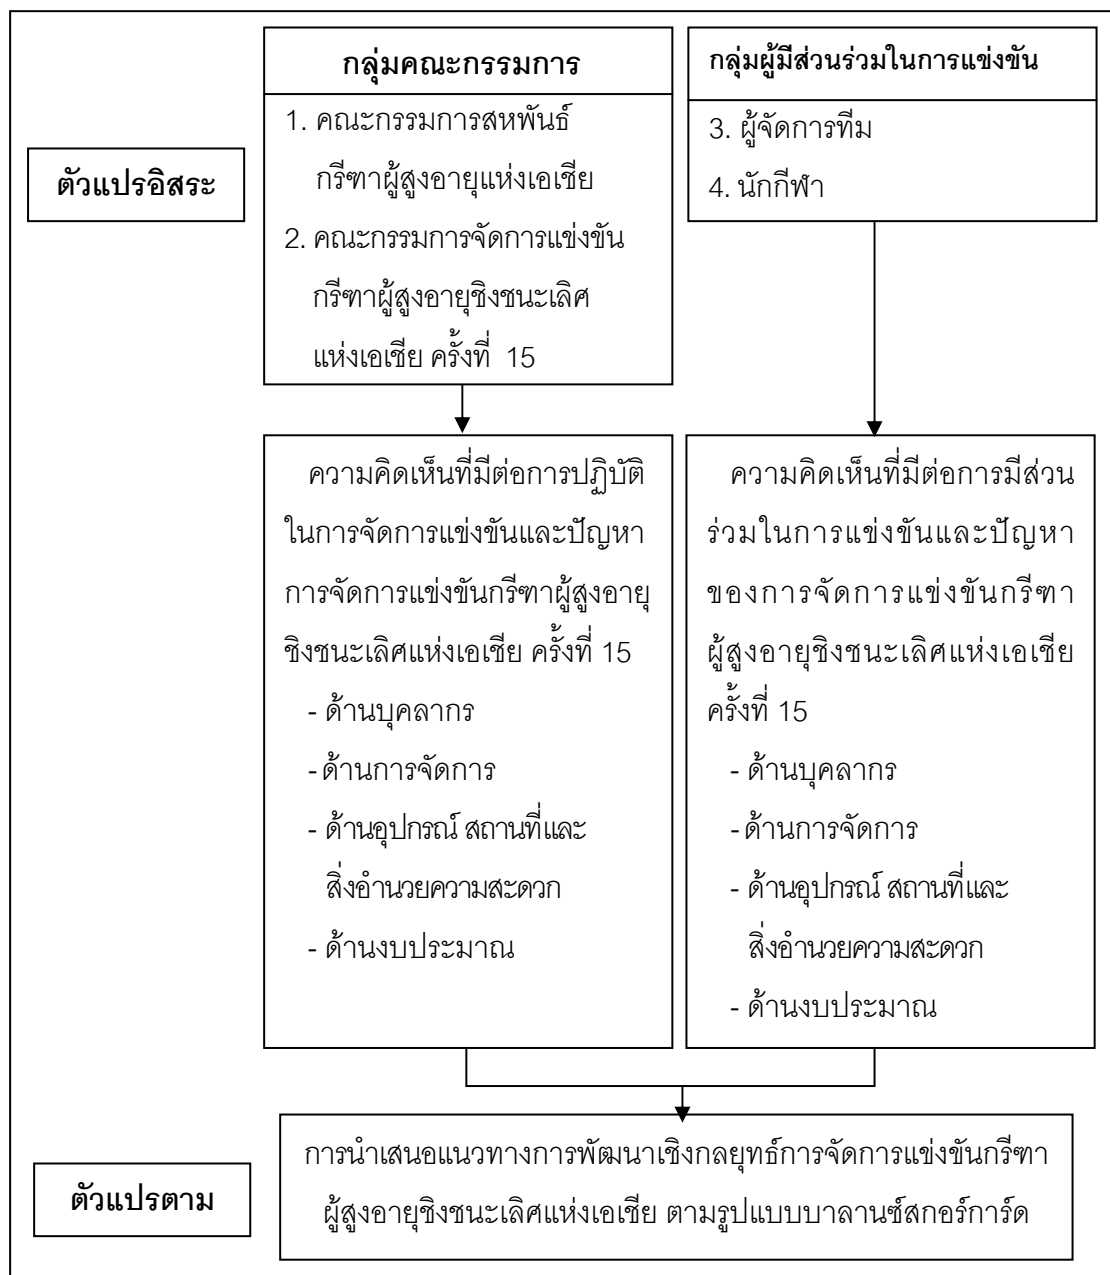 กลุ่มคณะกรรมการ
1. คณะกรรมการสหพันธ์
กรีฑาผู้สูงอายุแห่งเอเชีย
2. คณะกรรมการจัดการแข่งขัน
กรีฑาผู้สูงอายุชิงชนะเลิศ
แห่งเอเชีย ครั้งที่ 15
กลุ่มผู้มีส่วนร่วมในการแข่งขัน
3. ผู้จัดการทีม
4. นักกีฬา
ตัวแปรอิสระ
ความคิดเห็นที่มีต่อการปฏิบัติ
ในการจัดการแข่งขันและปัญหา
การจัดการแข่งขันกรีฑาผู้สูงอายุ
ชิงชนะเลิศแห่งเอเชีย ครั้งที่ 15
- ด้านบุคลากร
- ด้านการจัดการ
- ด้านอุปกรณ์ สถานที่และ
สิ่งอำนวยความสะดวก
- ด้านงบประมาณ
ความคิดเห็นที่มีต่อการมีส่วน
ร่วมในการแข่งขันและปัญหา
ของการจัดการแข่งขันกรีฑา
ผู้สูงอายุชิงชนะเลิศแห่งเอเชีย
ครั้งที่ 15
- ด้านบุคลากร
- ด้านการจัดการ
- ด้านอุปกรณ์ สถานที่และ
สิ่งอำนวยความสะดวก
- ด้านงบประมาณ
ตัวแปรตาม
การนำเสนอแนวทางการพัฒนาเชิงกลยุทธ์การจัดการแข่งขันกรีฑา
ผู้สูงอายุชิงชนะเลิศแห่งเอเชีย ตามรูปแบบบาลานซ์สกอร์การ์ด